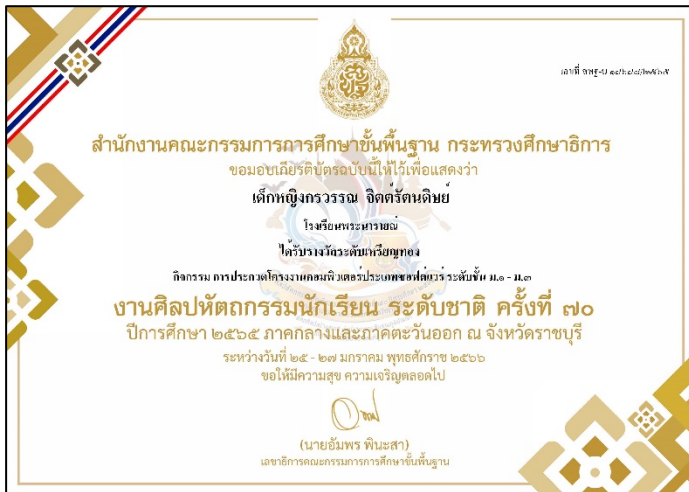 สำนักงานคณะกรรมการการศึกษาขั้นพื้นฐาน กระทรวงศึกษาธิการ
ขอมอบเกียรติบัตรฉบับนี้ให้ไว้เพื่อแสดงว่า
เด็กหญิงกรวรรณ จิตต์รัตนดิษย์
โรงเรียนพระนารายณ์
ได้รับรางวัลระดับเหรียญทอง
กิจกรรม การประกวดโครงงานคอมพิวเตอร์ประเภทซอฟต์แวร์ ระดับชั้น ม.๑ - ม.๓
งานศิลปหัตถกรรมนักเรียน ระดับชาติ ครั้งที่ ๗๐
ปีการศึกษา ๒๕๖๕ ภาคกลางและภาคตะวันออก ณ จังหวัดราชบุรี
ระหว่างวันที่ ๒๕ - ๒๗ มกราคม พุทธศักราช ๒๕๖๖
ขอให้มีความสุข ความเจริญตลอดไป
(นายอัมพร พินะสา)
เลขาธิการคณะกรรมการการศึกษาขั้นพื้นฐาน